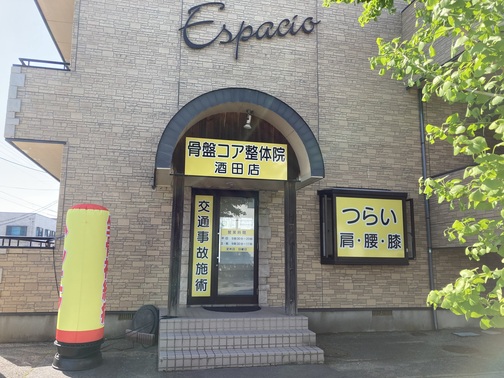 Espacio
骨盤コア整体院
酒田店
交通事故施術
つらい
肩・腰・膝